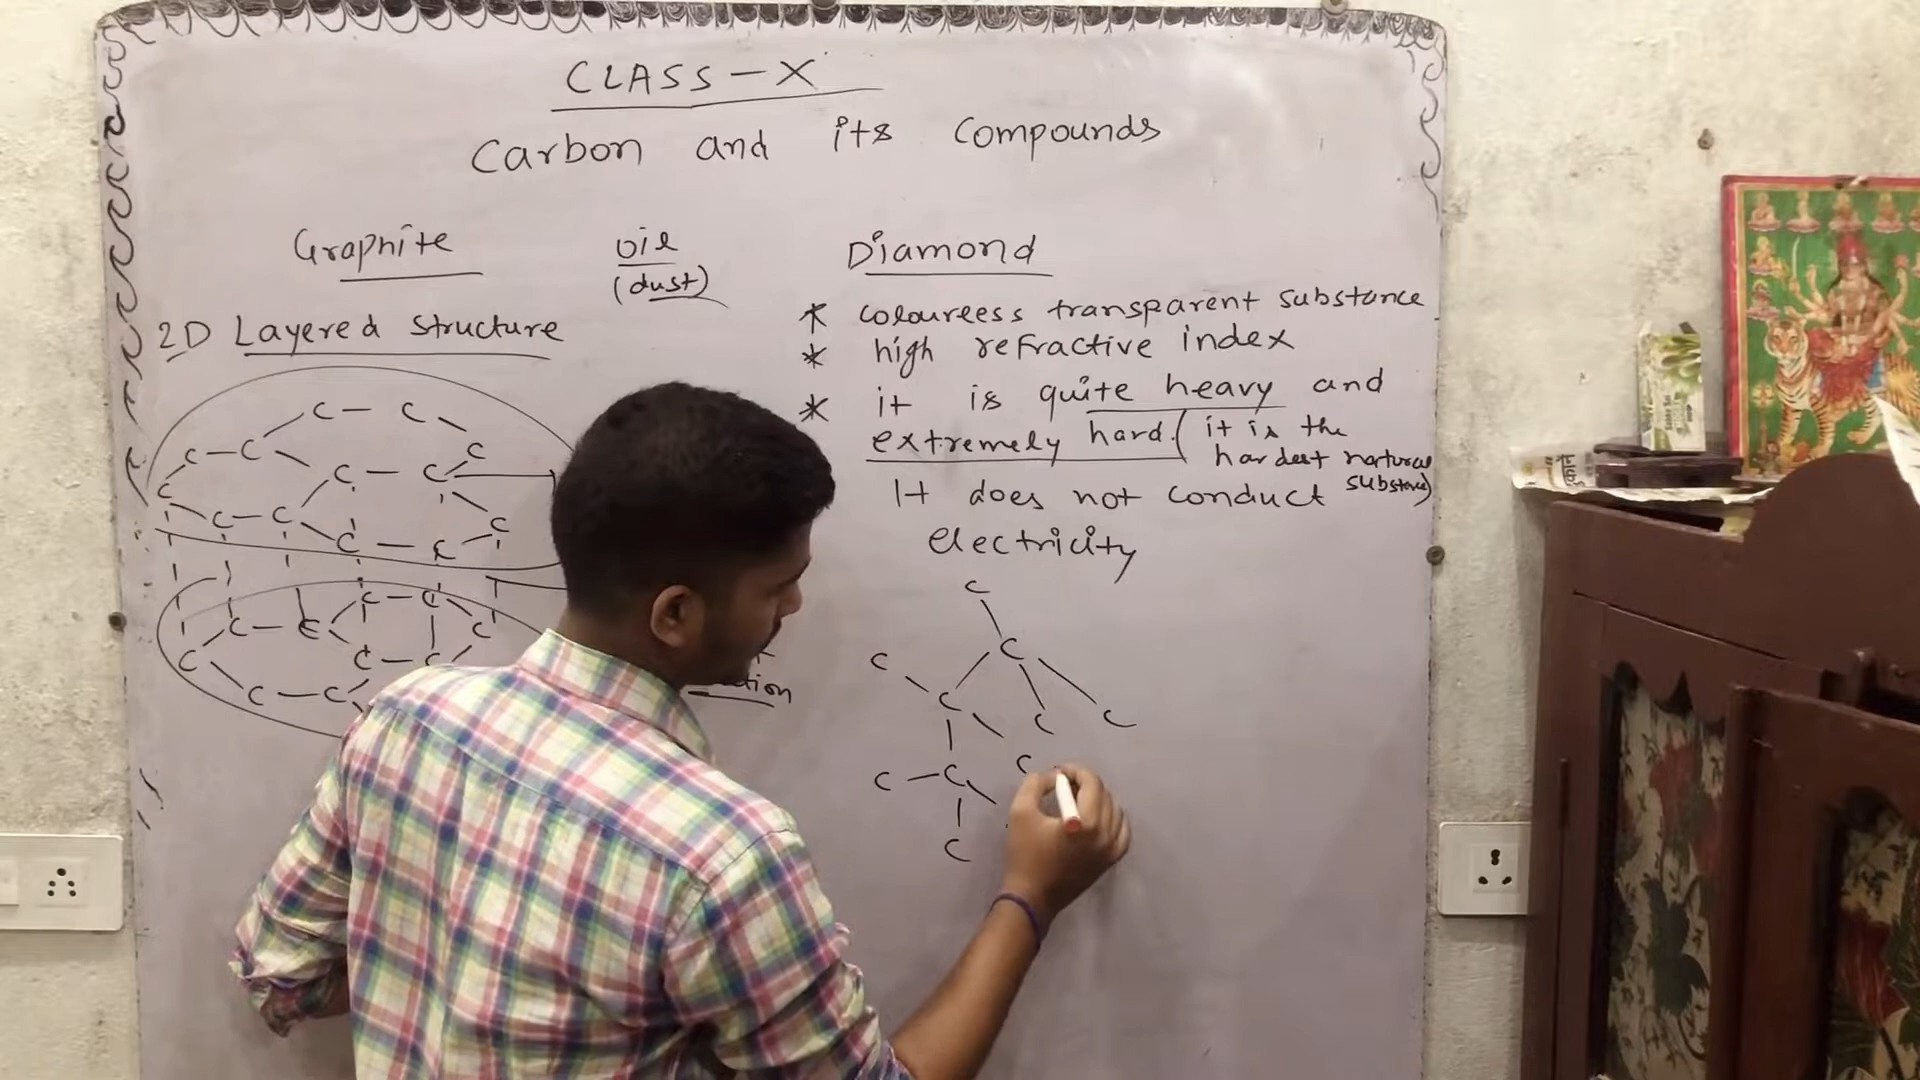 CLASS - X
Carbon and its Compounds
Graphite
2D Layered structure
C - C
C - C C
C - C
C C - C C
C - C
C - C
C - C C
C - C
C - C
oil
(dust)
Diamond
* colourless transparent substance
* high refractive index
* it is quite heavy and
extremely hard. (it is the
hardest natural
substance)
It does not conduct
electricity
C
C
C
C C C
C
C - C
C